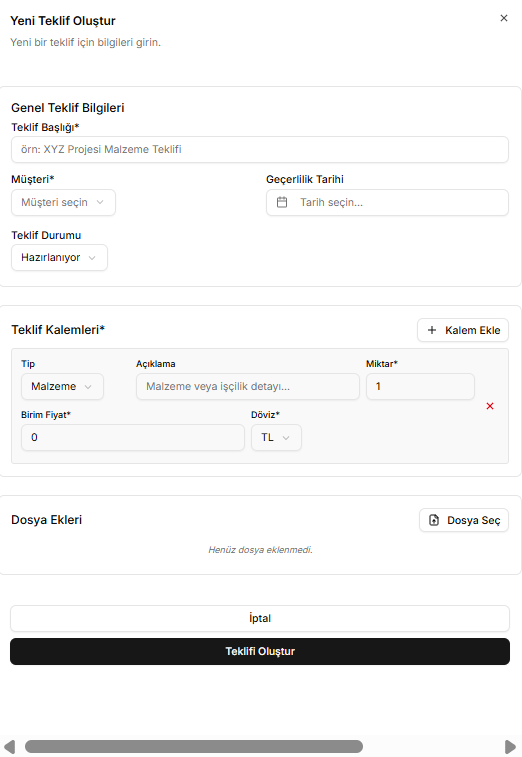 Yeni Teklif Oluştur
Yeni bir teklif için bilgileri girin.
Genel Teklif Bilgileri
Teklif Başlığı*
örn: XYZ Projesi Malzeme Teklifi
Müşteri* Geçerlilik Tarihi
Müşteri seçin Tarih seçin...
Teklif Durumu
Hazırlanıyor
Teklif Kalemleri* Kalem Ekle
Tip Açıklama Miktar*
Malzeme Malzeme veya işçilik detayı... 1
Birim Fiyat* Döviz*
0 TL
Dosya Ekleri Dosya Seç
Henüz dosya eklenmedi.
İptal
Teklifi Oluştur